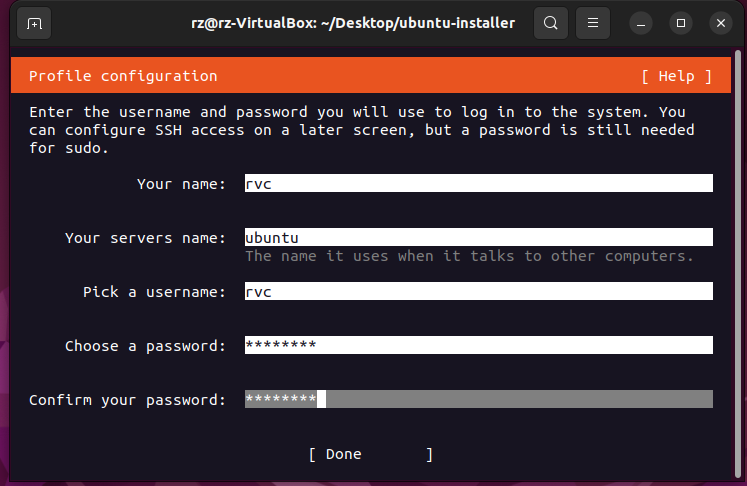 rz@rz-VirtualBox: ~/Desktop/ubuntu-installer
Profile configuration [ Help ]
Enter the username and password you will use to log in to the system. You
can configure SSH access on a later screen, but a password is still needed
for sudo.
Your name: rvc
Your servers name: ubuntu
The name it uses when it talks to other computers.
Pick a username: rvc
Choose a password: ********
Confirm your password: ********
[ Done ]